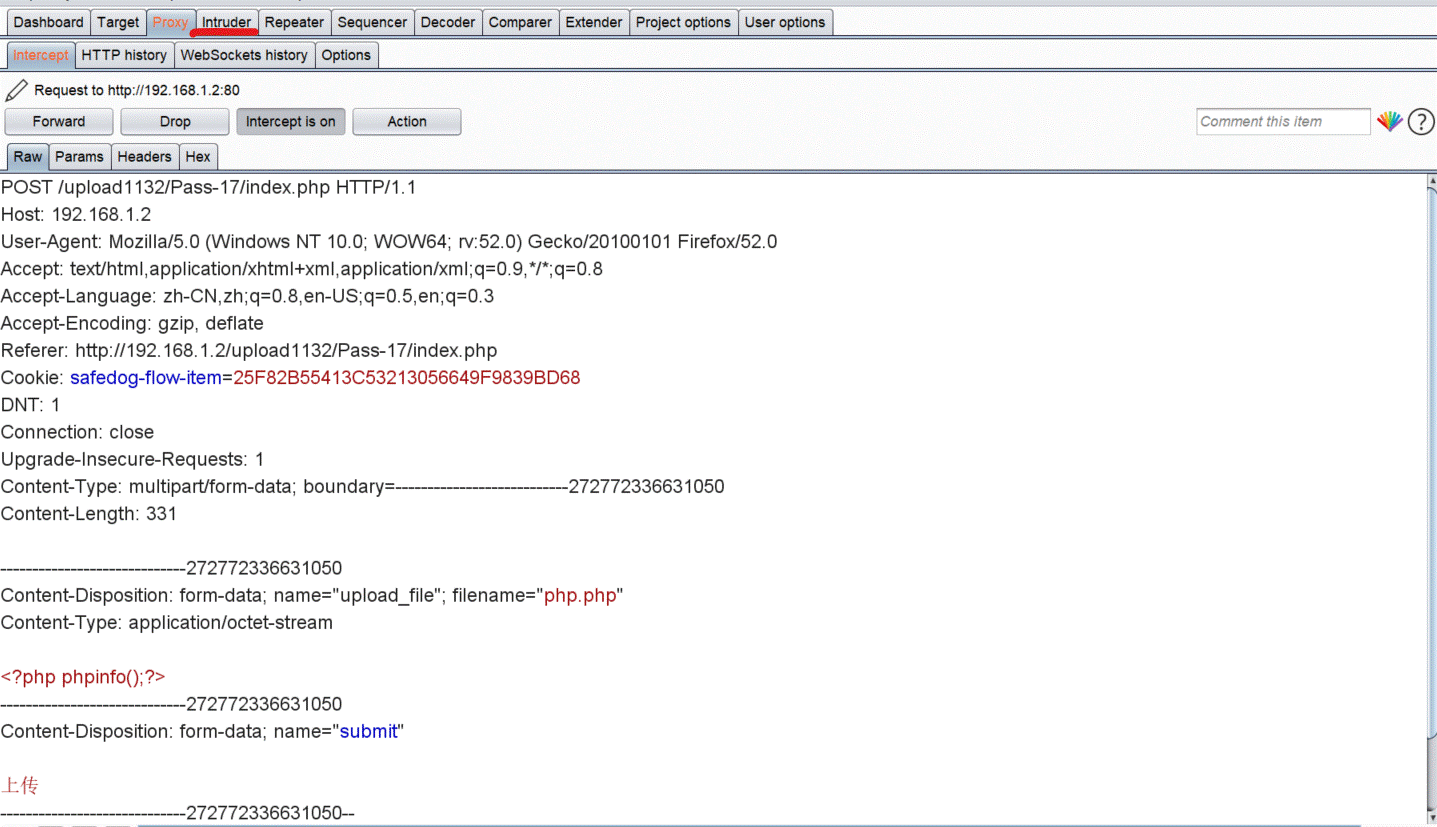 Dashboard Target Proxy Intruder Repeater Sequencer Decoder Comparer Extender Project options User options
Intercept HTTP history WebSockets history Options
Request to http://192.168.1.2:80
Forward Drop Intercept is on Action Comment this item ?
Raw Params Headers Hex
POST /upload1132/Pass-17/index.php HTTP/1.1
Host: 192.168.1.2
User-Agent: Mozilla/5.0 (Windows NT 10.0; WOW64; rv:52.0) Gecko/20100101 Firefox/52.0
Accept: text/html,application/xhtml+xml,application/xml;q=0.9,*/*;q=0.8
Accept-Language: zh-CN,zh;q=0.8,en-US;q=0.5,en;q=0.3
Accept-Encoding: gzip, deflate
Referer: http://192.168.1.2/upload1132/Pass-17/index.php
Cookie: safedog-flow-item=25F82B55413C53213056649F9839BD68
DNT: 1
Connection: close
Upgrade-Insecure-Requests: 1
Content-Type: multipart/form-data; boundary=---------------------------272772336631050
Content-Length: 331
-----------------------------272772336631050
Content-Disposition: form-data; name="upload_file"; filename="php.php"
Content-Type: application/octet-stream
<?php phpinfo();?>
-----------------------------272772336631050
Content-Disposition: form-data; name="submit"
上传
-----------------------------272772336631050--